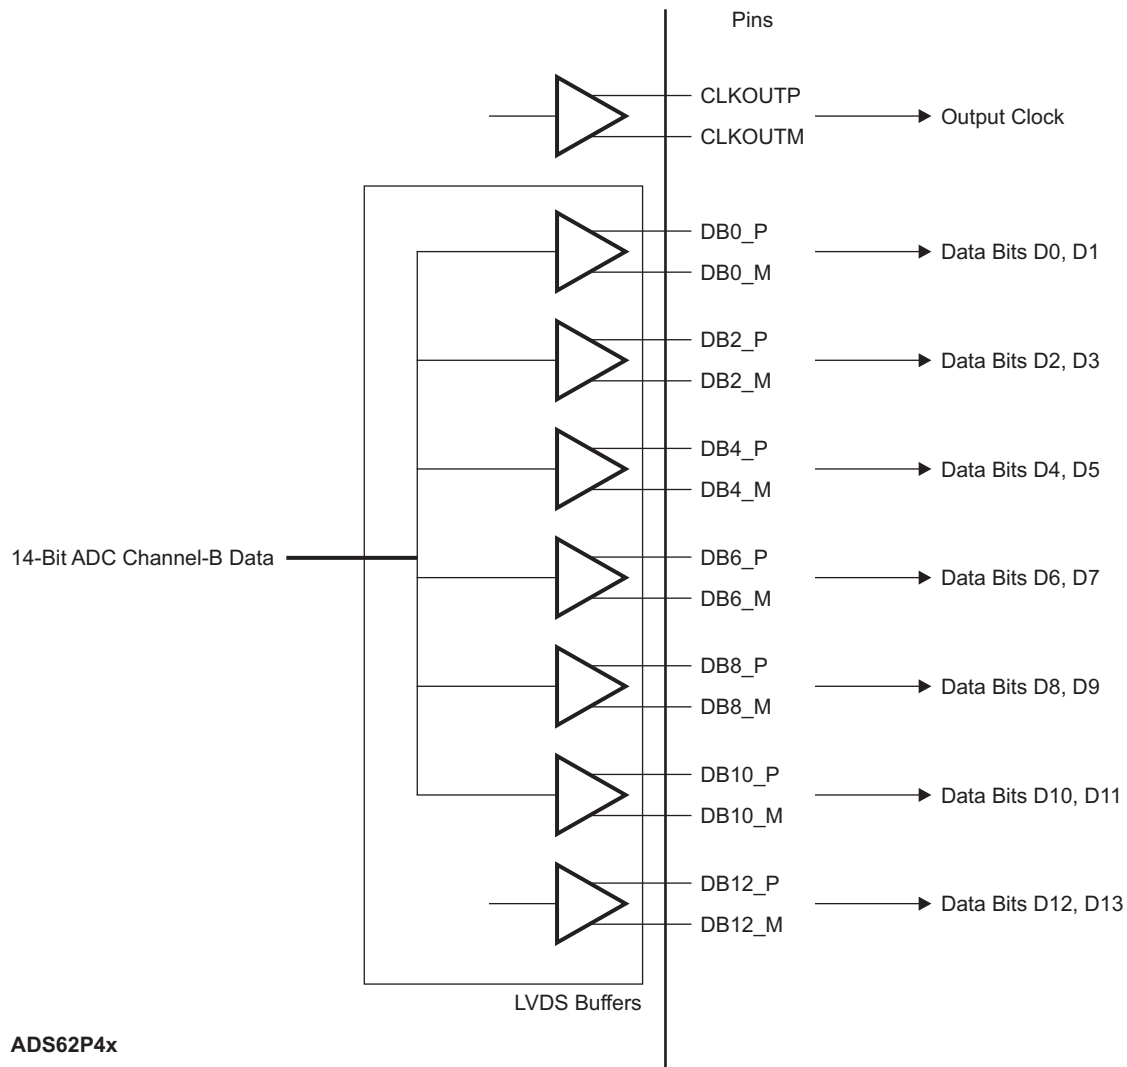 Pins
CLKOUTP
CLKOUTM
Output Clock
DB0_P
DB0_M
Data Bits D0, D1
DB2_P
DB2_M
Data Bits D2, D3
DB4_P
DB4_M
Data Bits D4, D5
14-Bit ADC Channel-B Data
DB6_P
DB6_M
Data Bits D6, D7
DB8_P
DB8_M
Data Bits D8, D9
DB10_P
DB10_M
Data Bits D10, D11
DB12_P
DB12_M
Data Bits D12, D13
LVDS Buffers
ADS62P4x